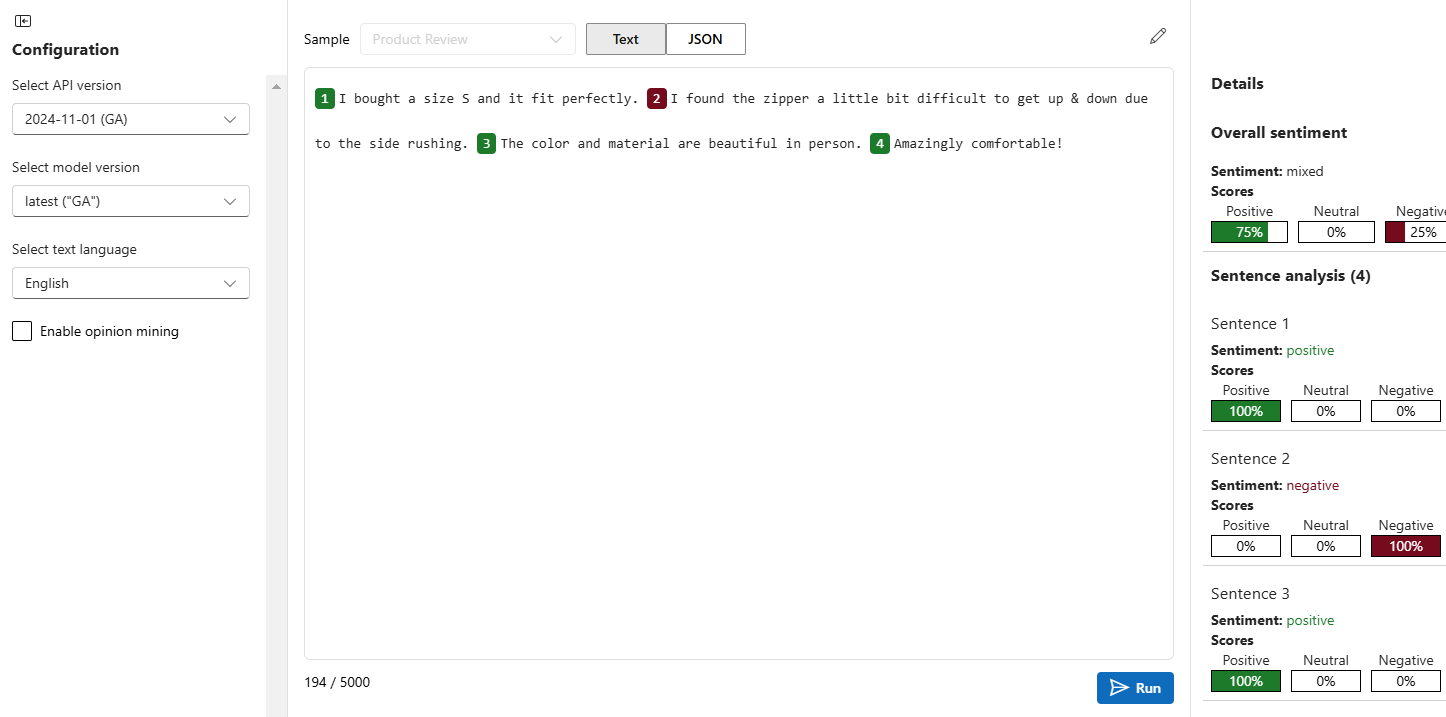 Configuration
Select API version
2024-11-01 (GA)
Select model version
latest ("GA")
Select text language
English
Enable opinion mining
Sample Product Review Text JSON
1 I bought a size S and it fit perfectly. 2 I found the zipper a little bit difficult to get up & down due
to the side rushing. 3 The color and material are beautiful in person. 4 Amazingly comfortable!
194 / 5000
Run
Details
Overall sentiment
Sentiment: mixed
Scores
Positive Neutral Negative
75% 0% 25%
Sentence analysis (4)
Sentence 1
Sentiment: positive
Scores
Positive Neutral Negative
100% 0% 0%
Sentence 2
Sentiment: negative
Scores
Positive Neutral Negative
0% 0% 100%
Sentence 3
Sentiment: positive
Scores
Positive Neutral Negative
100% 0% 0%